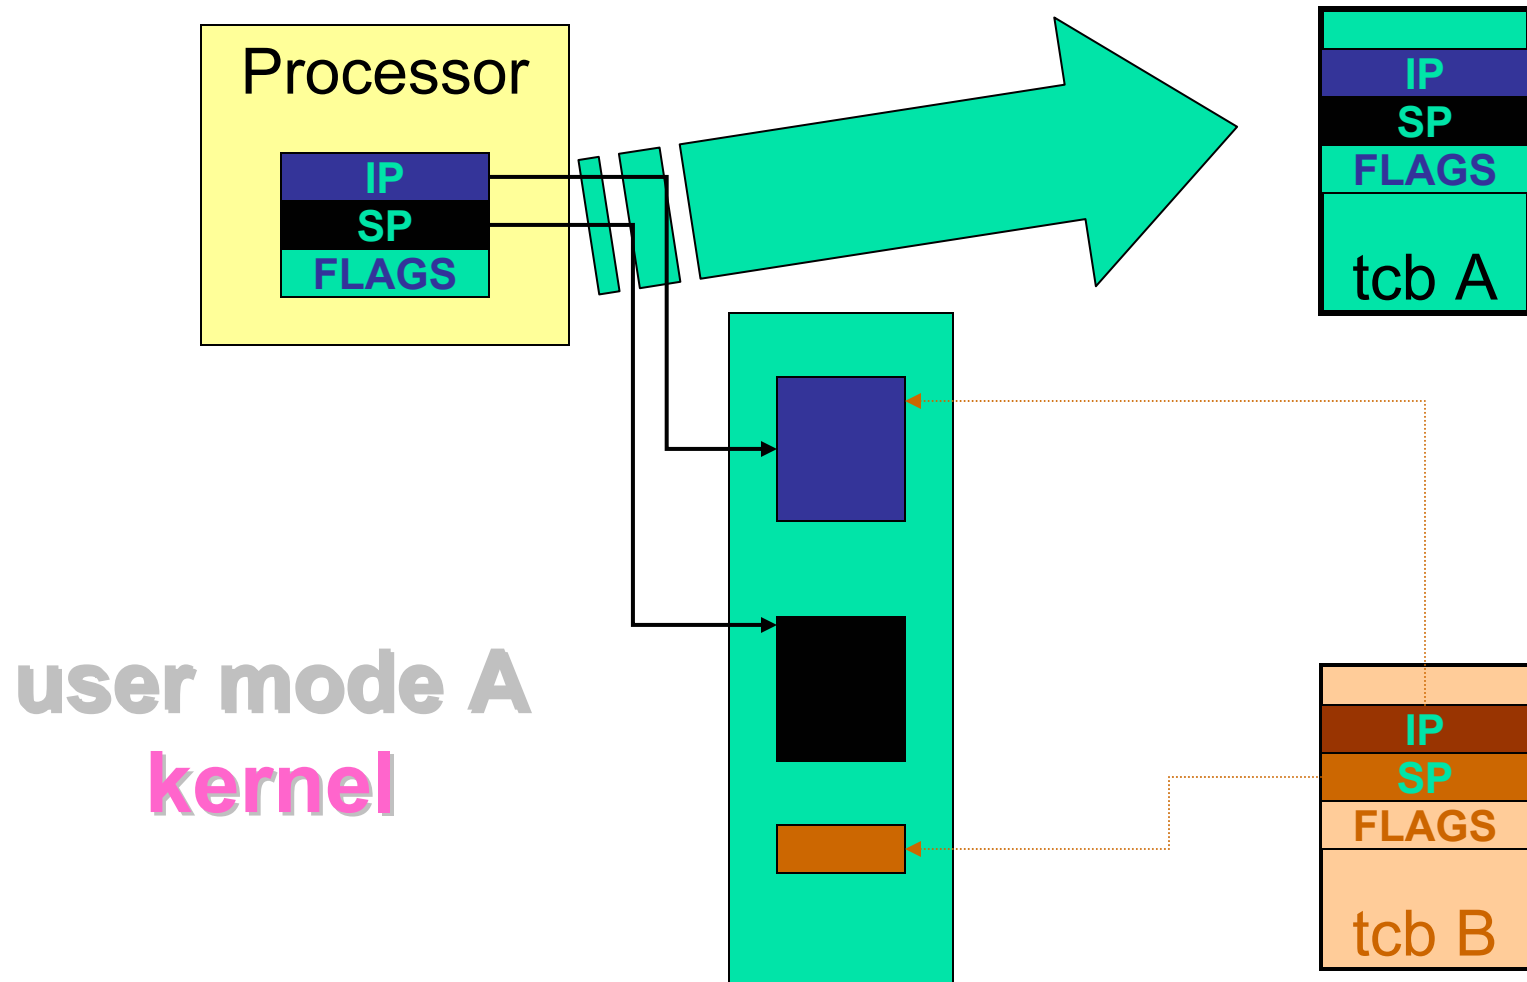 Processor
IP
SP
FLAGS
IP
SP
FLAGS
tcb A
user mode A
kernel
IP
SP
FLAGS
tcb B